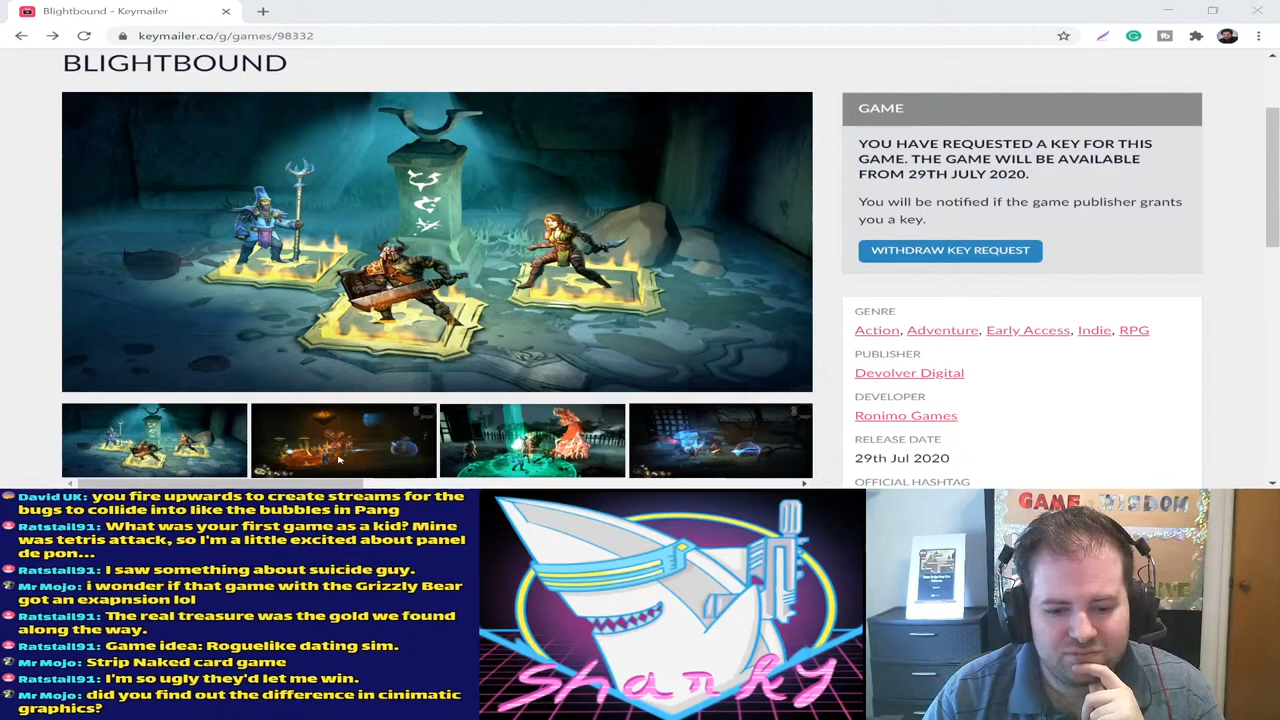 Blightbound - Keymailer
keymailer.co/g/games/98332
BLIGHTBOUND
GAME
YOU HAVE REQUESTED A KEY FOR THIS
GAME. THE GAME WILL BE AVAILABLE
FROM 29TH JULY 2020.
You will be notified if the game publisher grants
you a key.
WITHDRAW KEY REQUEST
GENRE
Action, Adventure, Early Access, Indie, RPG
PUBLISHER
Devolver Digital
DEVELOPER
Ronimo Games
RELEASE DATE
29th Jul 2020
OFFICIAL HASHTAG
David UK: you fire upwards to create streams for the
bugs to collide into like the bubbles in Pang
Ratstail91: What was your first game as a kid? Mine
was tetris attack, so I'm a little excited about panel
de pon...
Ratstail91: I saw something about suicide guy.
Mr Mojo: i wonder if that game with the Grizzly Bear
got an exapnsion lol
Ratstail91: The real treasure was the gold we found
along the way.
Ratstail91: Game idea: Roguelike dating sim.
Mr Mojo: Strip Naked card game
Ratstail91: I'm so ugly they'd let me win.
Mr Mojo: did you find out the difference in cinimatic
graphics?
Sharky
GAME WISDOM
LIVE